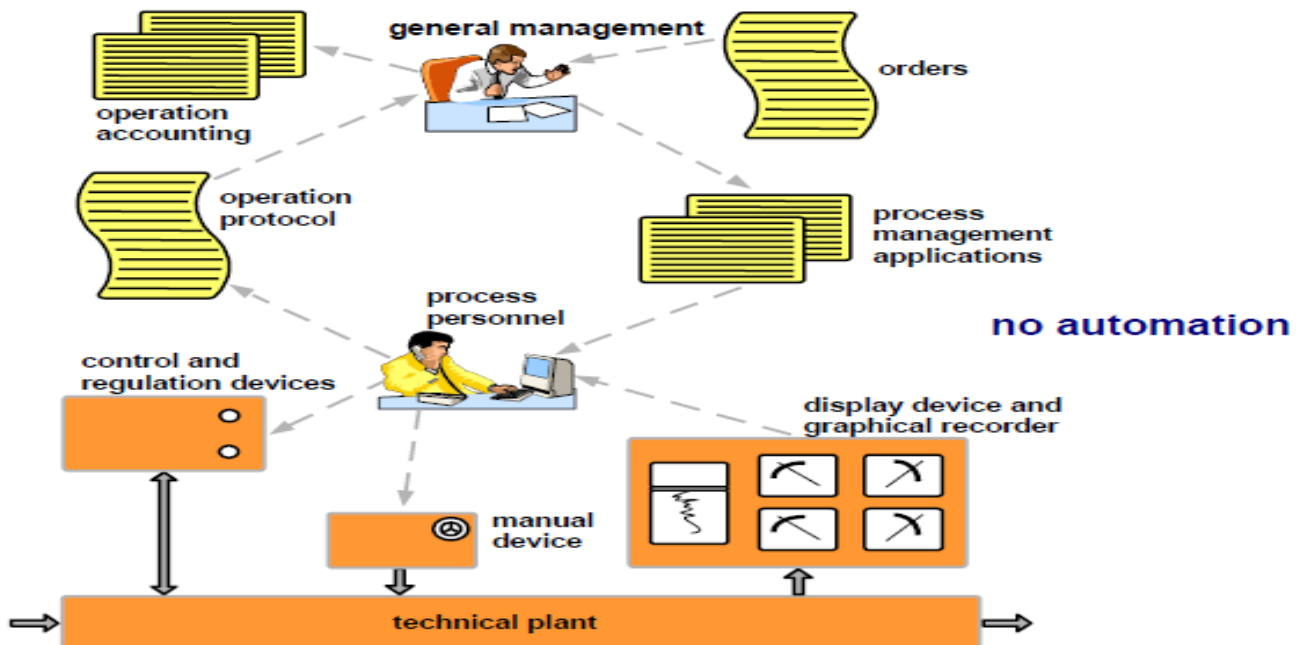 general management
orders
operation
accounting
operation
protocol
process
management
applications
process
personnel
no automation
control and
regulation devices
display device and
graphical recorder
manual
device
technical plant